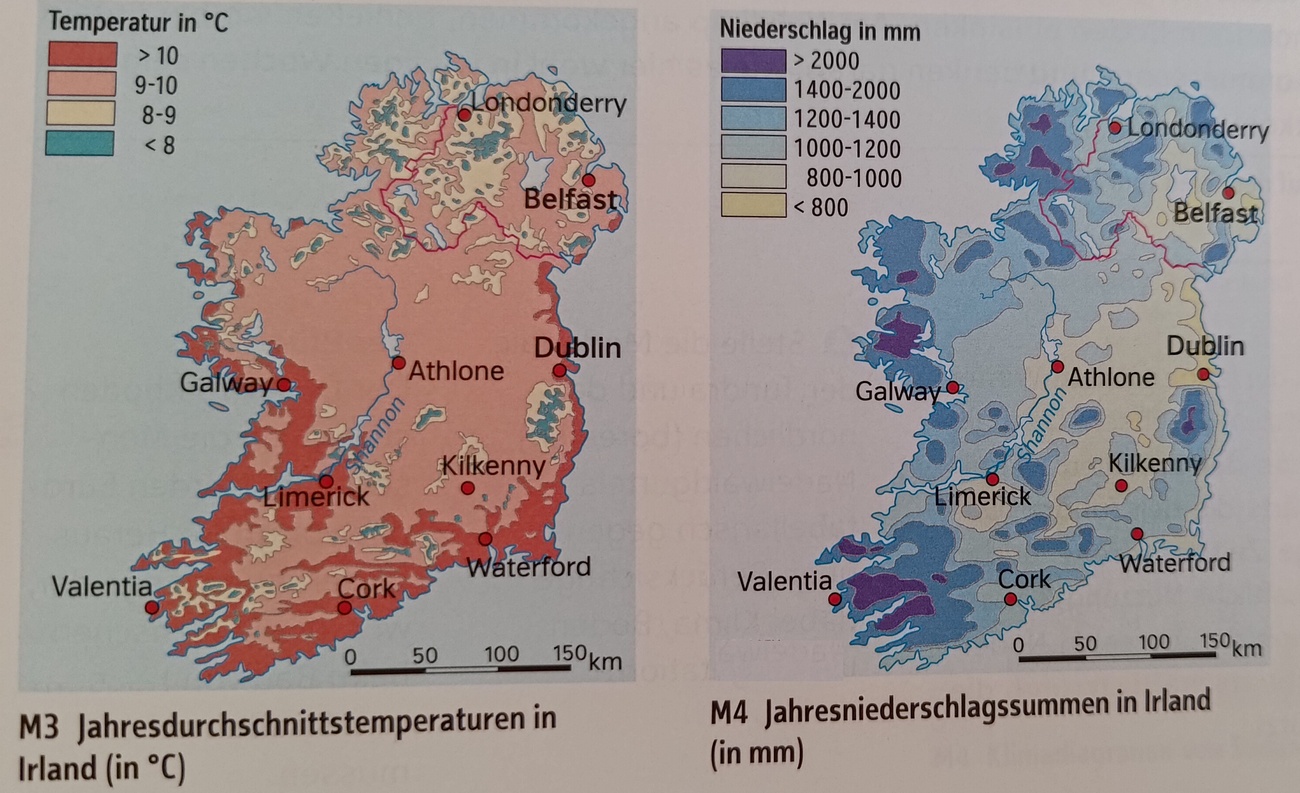 Temperatur in °C
> 10
9-10
8-9
< 8
Londonderry
Belfast
Dublin
Athlone
Galway
Shannon
Kilkenny
Limerick
Waterford
Valentia
Cork
0 50 100 150 km
M3 Jahresdurchschnittstemperaturen in
Irland (in °C)
Niederschlag in mm
> 2000
1400-2000
1200-1400
1000-1200
800-1000
< 800
Londonderry
Belfast
Dublin
Athlone
Galway
Shannon
Kilkenny
Limerick
Waterford
Valentia
Cork
0 50 100 150 km
M4 Jahresniederschlagssummen in Irland
(in mm)